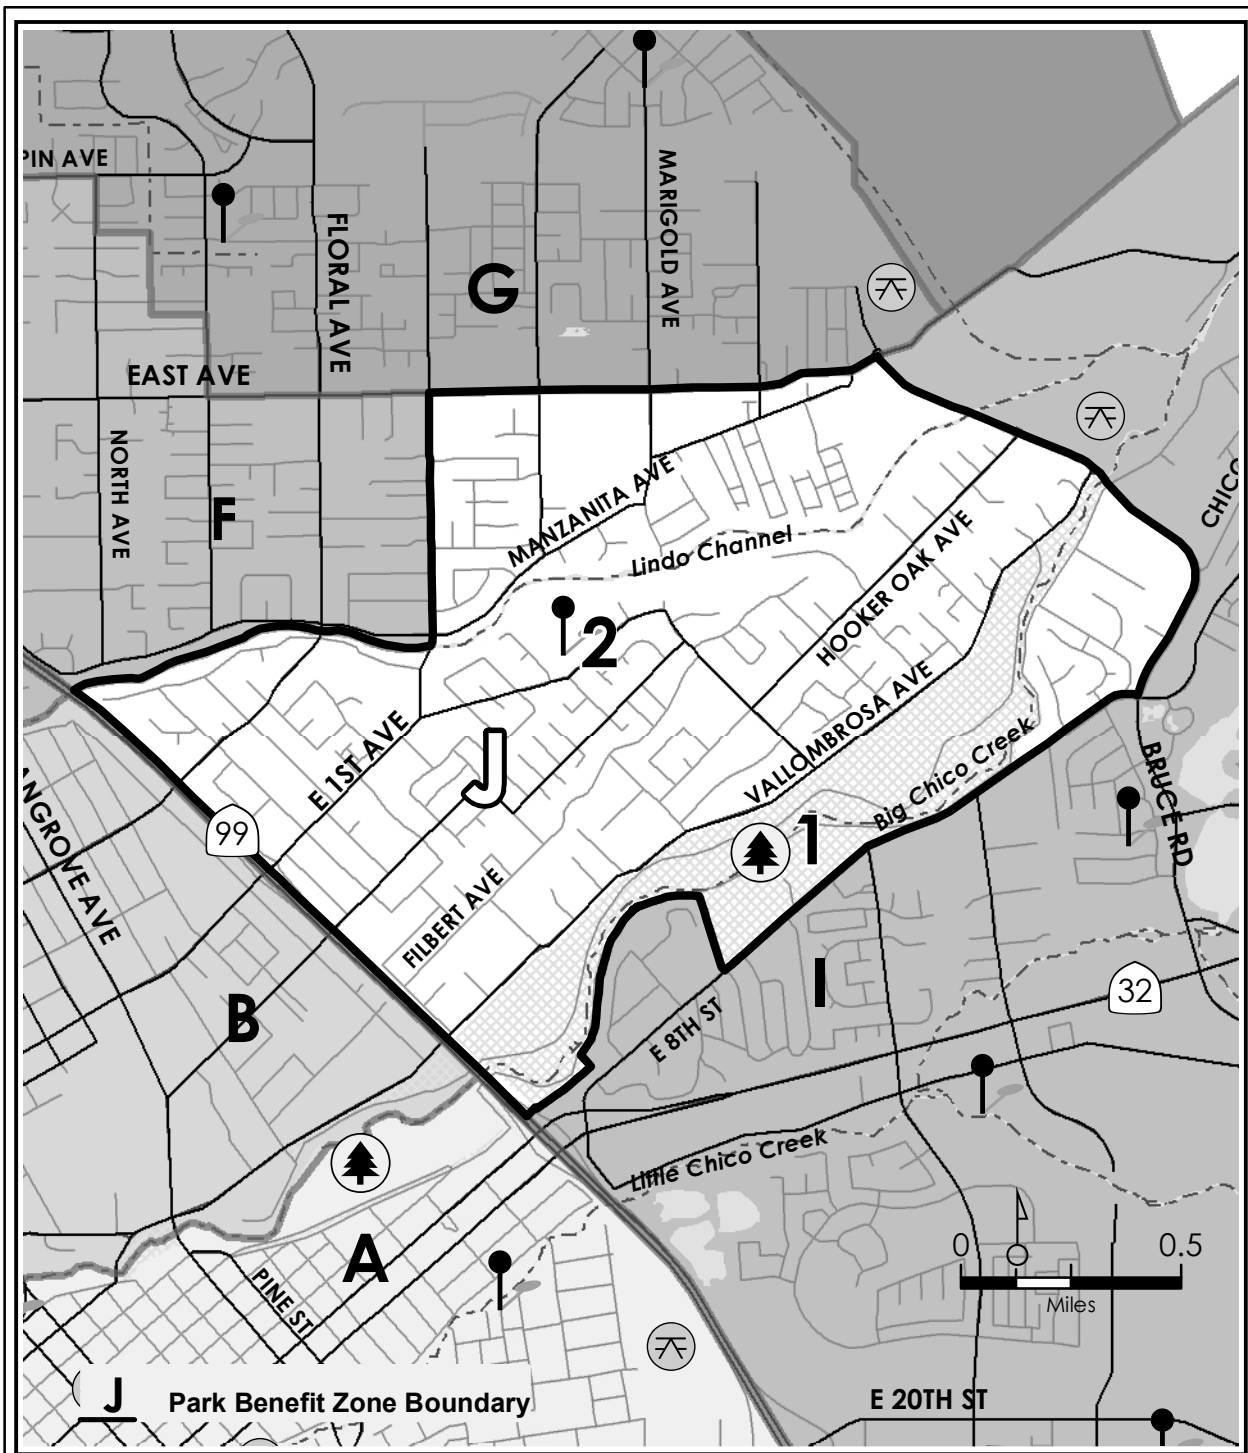 PIN AVE
FLORAL AVE
MARIGOLD AVE
G
EAST AVE
NORTH AVE
F
MANZANITA AVE
Lindo Channel
HOOKER OAK AVE
CHICO
2
E 1ST AVE
J
VALLOMBROSA AVE
Big Chico Creek
BRUCE RD
ANGROVE AVE
99
1
FILBERT AVE
B
I
32
E 8TH ST
Little Chico Creek
A
PINE ST
0 0.5
Miles
J Park Benefit Zone Boundary
E 20TH ST